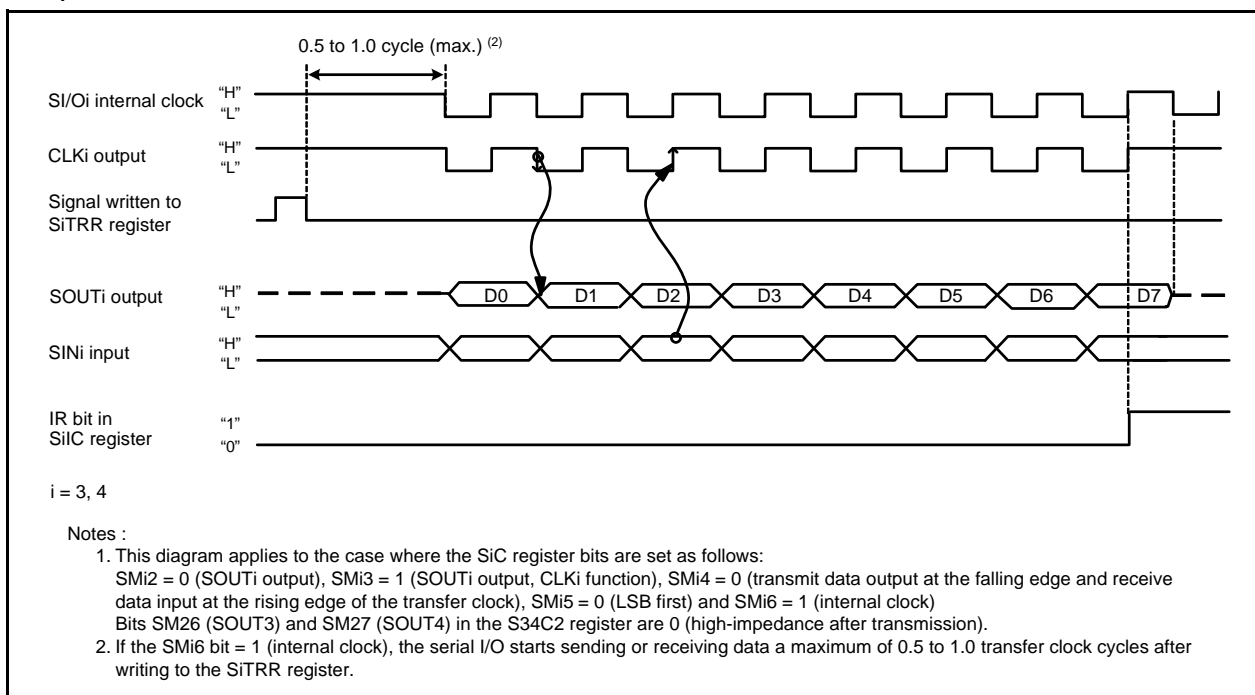 0.5 to 1.0 cycle (max.) (2)
SI/Oi internal clock
“H”
“L”
CLKi output
“H”
“L”
Signal written to
SiTRR register
SOUTi output
“H”
“L”
D0 D1 D2 D3 D4 D5 D6 D7
SINi input
“H”
“L”
IR bit in
SiIC register
“1”
“0”
i = 3, 4
Notes :
1. This diagram applies to the case where the SiC register bits are set as follows:
SMi2 = 0 (SOUTi output), SMi3 = 1 (SOUTi output, CLKi function), SMi4 = 0 (transmit data output at the falling edge and receive
data input at the rising edge of the transfer clock), SMi5 = 0 (LSB first) and SMi6 = 1 (internal clock)
Bits SM26 (SOUT3) and SM27 (SOUT4) in the S34C2 register are 0 (high-impedance after transmission).
2. If the SMi6 bit = 1 (internal clock), the serial I/O starts sending or receiving data a maximum of 0.5 to 1.0 transfer clock cycles after
writing to the SiTRR register.